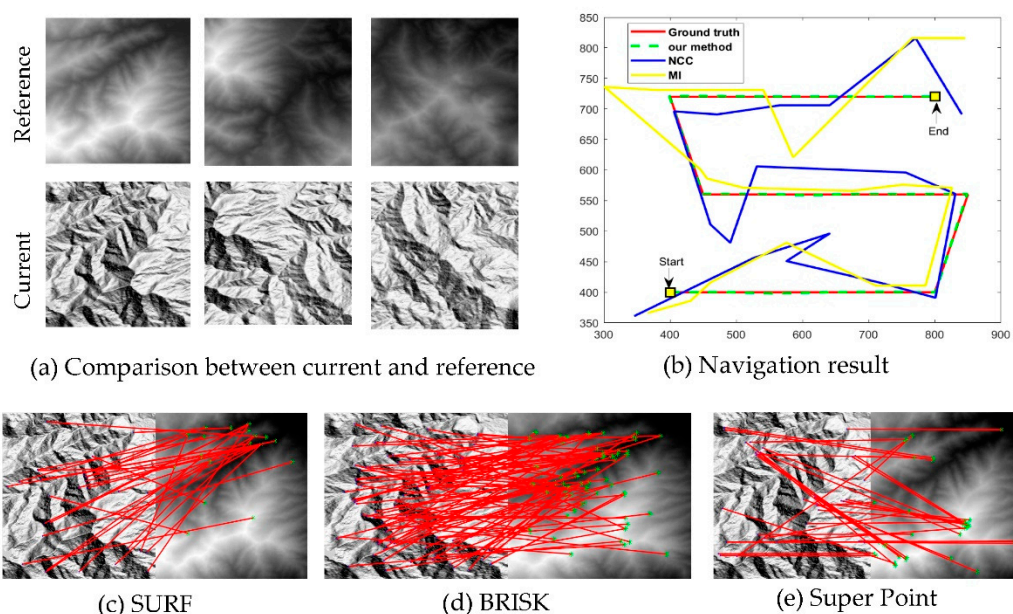 Reference
Current
(a) Comparison between current and reference
850
800
750
700
650
600
550
500
450
400
350
300
400
500
600
700
800
900
Ground truth
our method
NCC
MI
End
Start
(b) Navigation result
(c) SURF
(d) BRISK
(e) Super Point